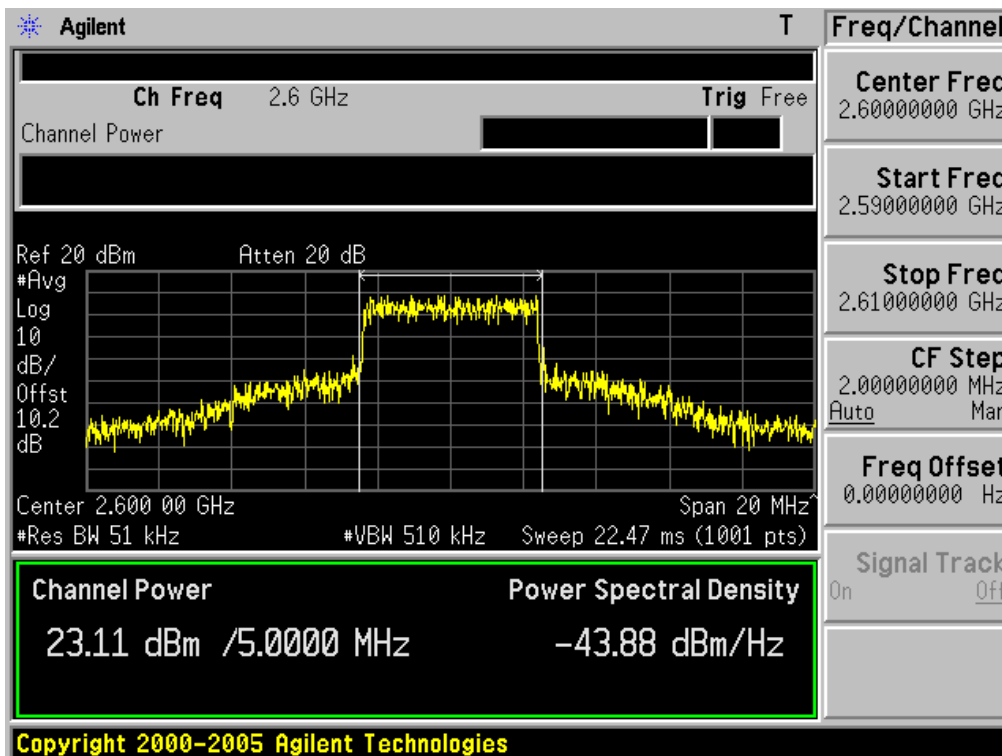 Agilent T
Freq/Channel
Ch Freq 2.6 GHz Trig Free
Channel Power
Ref 20 dBm Atten 20 dB
#Avg
Log
10
dB/
Offst
10.2
dB
Center 2.600 00 GHz Span 20 MHz^
#Res BW 51 kHz #VBW 510 kHz Sweep 22.47 ms (1001 pts)
Channel Power Power Spectral Density
23.11 dBm /5.0000 MHz -43.88 dBm/Hz
Copyright 2000-2005 Agilent Technologies
Center Freq
2.60000000 GHz
Start Freq
2.59000000 GHz
Stop Freq
2.61000000 GHz
CF Step
2.00000000 MHz
Auto Man
Freq Offset
0.00000000 Hz
Signal Track
On Off